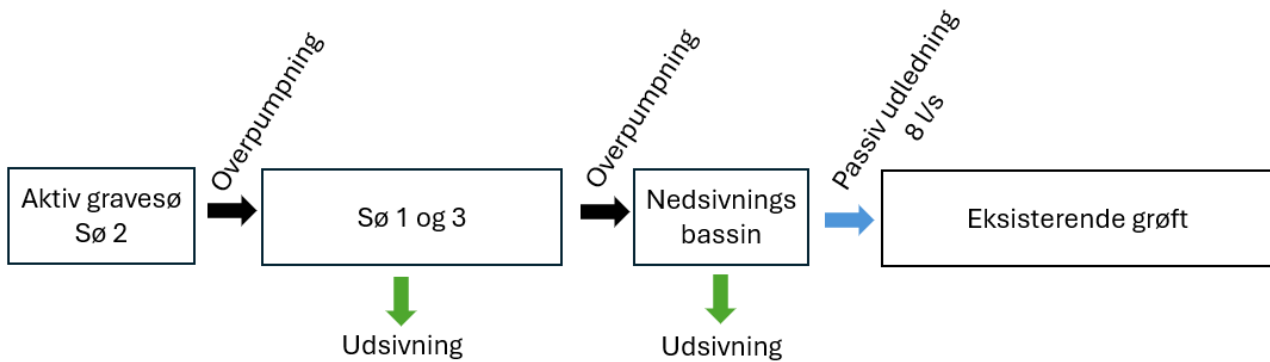 Aktiv gravesø
Sø 2
Overpumpning
Sø 1 og 3
Udsivning
Overpumpning
Nedsivnings
bassin
Udsivning
Passiv udledning
8 l/s
Eksisterende grøft